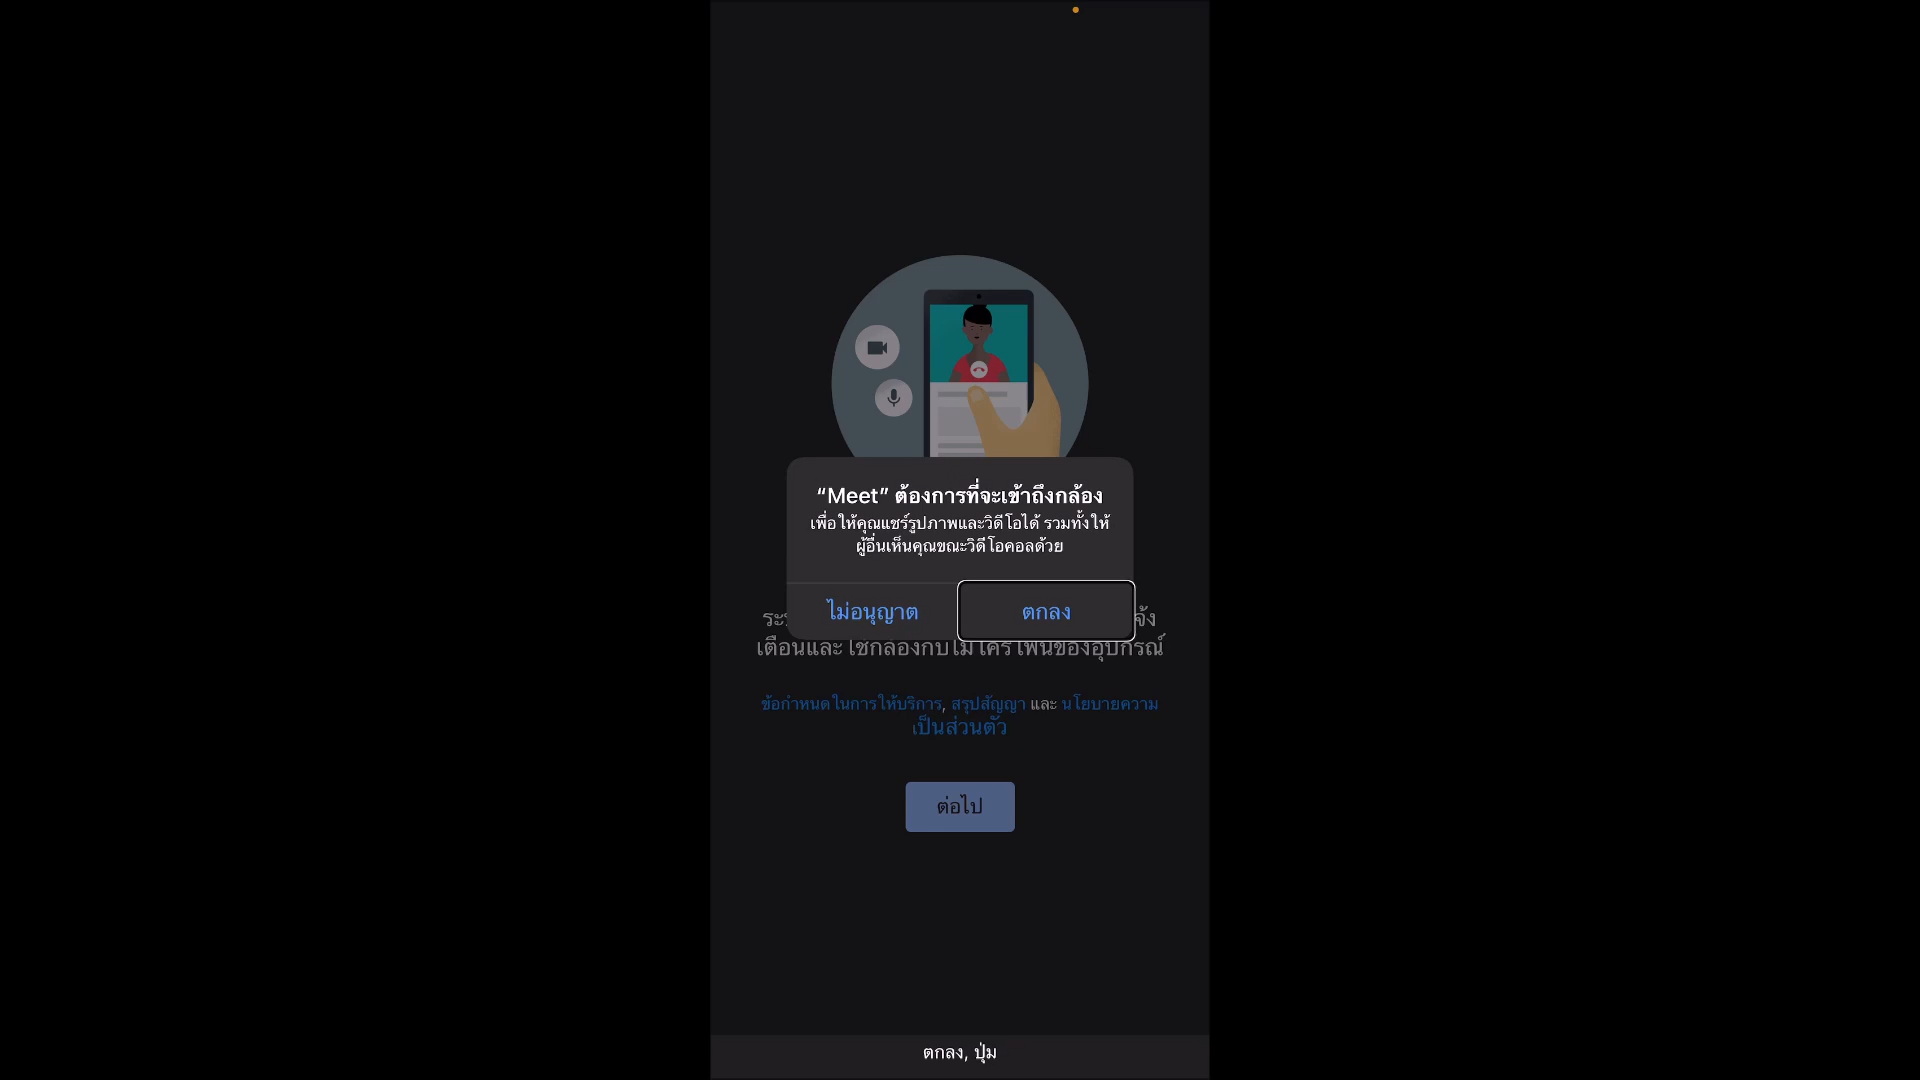 “Meet” ต้องการที่จะเข้าถึงกล้อง
เพื่อให้คุณแชร์รูปภาพและวิดีโอได้ รวมทั้งให้
ผู้อื่นเห็นคุณขณะวิดีโอคอลด้วย
ไม่อนุญาต
ตกลง
เตือนและใช้กล้องกับไมโครโฟนของอุปกรณ์
ข้อกำหนดในการให้บริการ, สรุปสัญญา และ นโยบายความ
เป็นส่วนตัว
ต่อไป
ตกลง, ปุ่ม